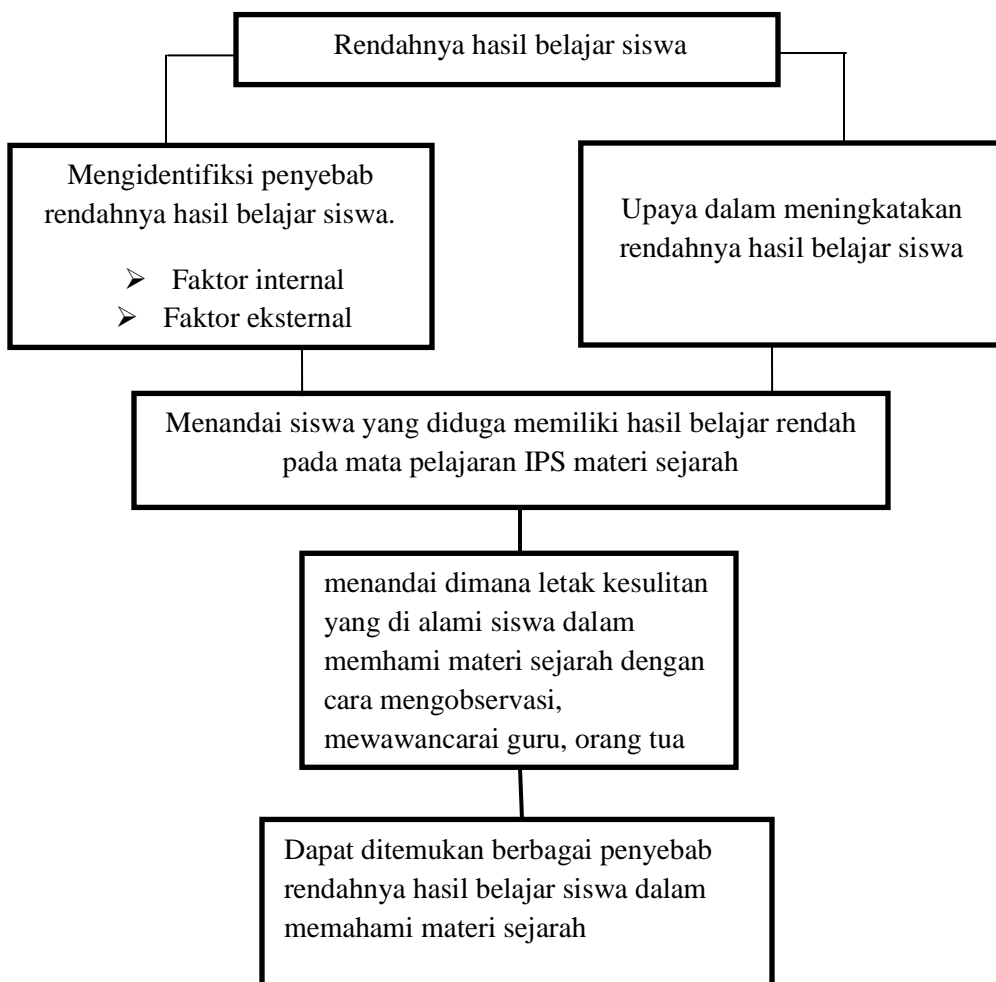 Rendahnya hasil belajar siswa
Mengidentifiksi penyebab
rendahnya hasil belajar siswa.
➢ Faktor internal
➢ Faktor eksternal
Upaya dalam meningkatakan
rendahnya hasil belajar siswa
Menandai siswa yang diduga memiliki hasil belajar rendah
pada mata pelajaran IPS materi sejarah
menandai dimana letak kesulitan
yang di alami siswa dalam
memhami materi sejarah dengan
cara mengobservasi,
mewawancarai guru, orang tua
Dapat ditemukan berbagai penyebab
rendahnya hasil belajar siswa dalam
memahami materi sejarah